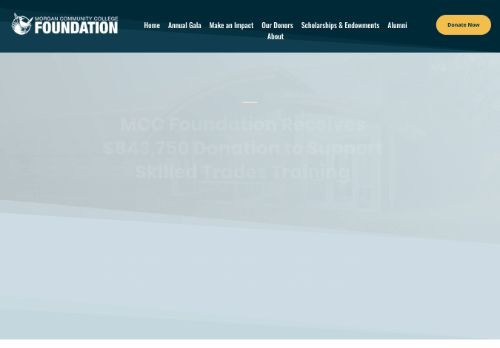 MORGAN COMMUNITY COLLEGE
FOUNDATION
Home Annual Gala Make an Impact Our Donors Scholarships & Endowments Alumni
About
Donate Now
MCC Foundation Receives
$843,750 Donation to Support
Skilled Trades Training